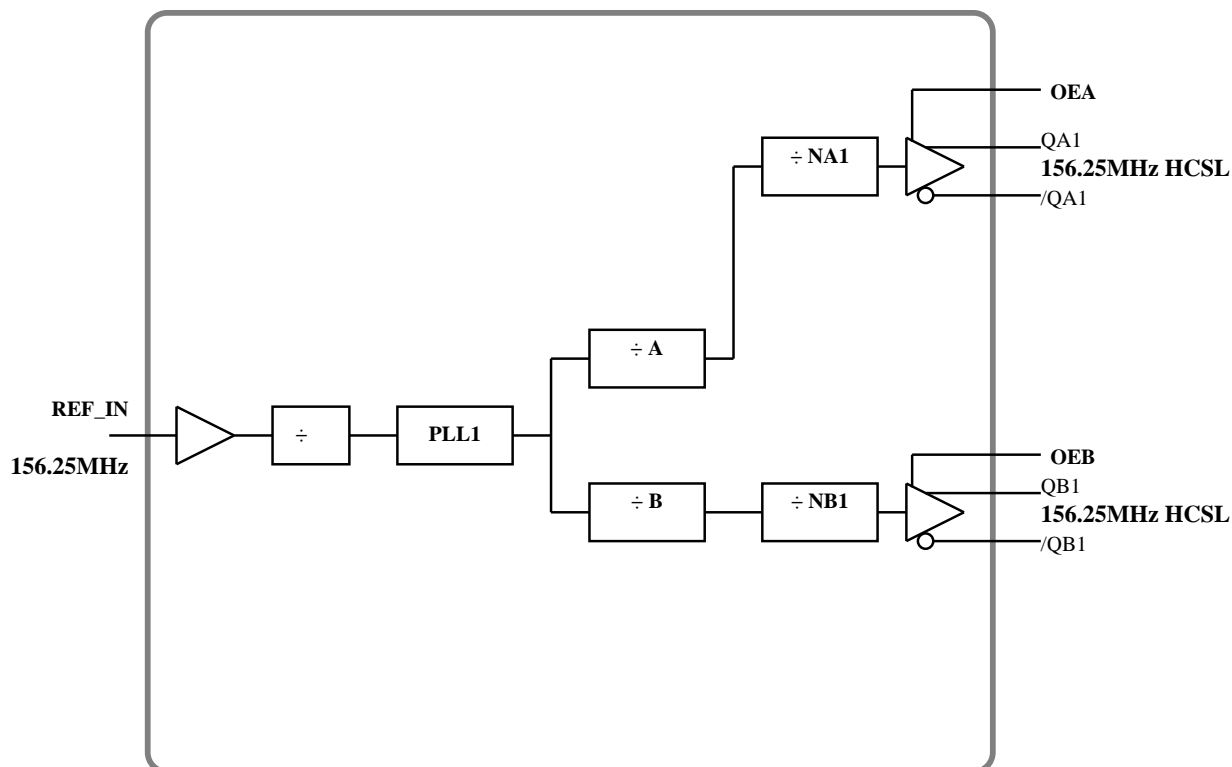 OEA
QA1
÷ NA1
156.25MHz HCSL
/QA1
÷ A
REF_IN
÷
PLL1
156.25MHz
OEB
QB1
÷ B
÷ NB1
156.25MHz HCSL
/QB1